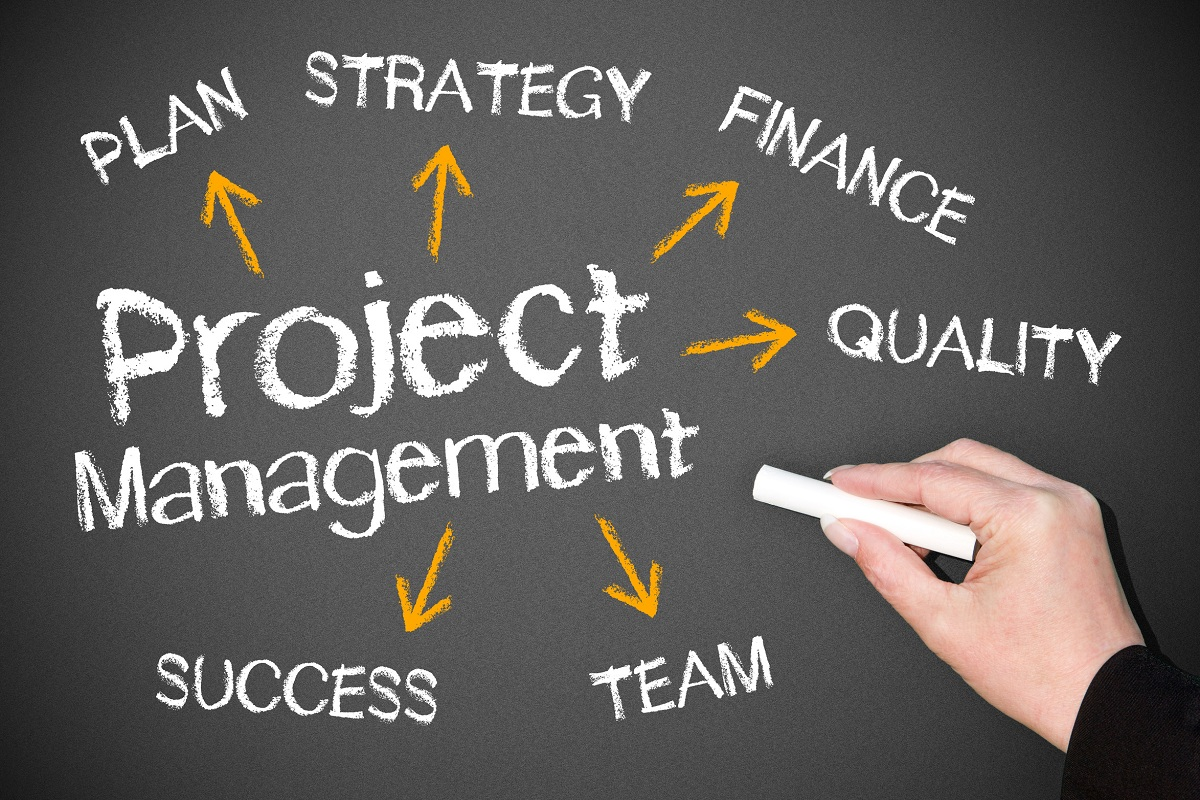 PLAN
STRATEGY
FINANCE
Project
Management
QUALITY
SUCCESS
TEAM